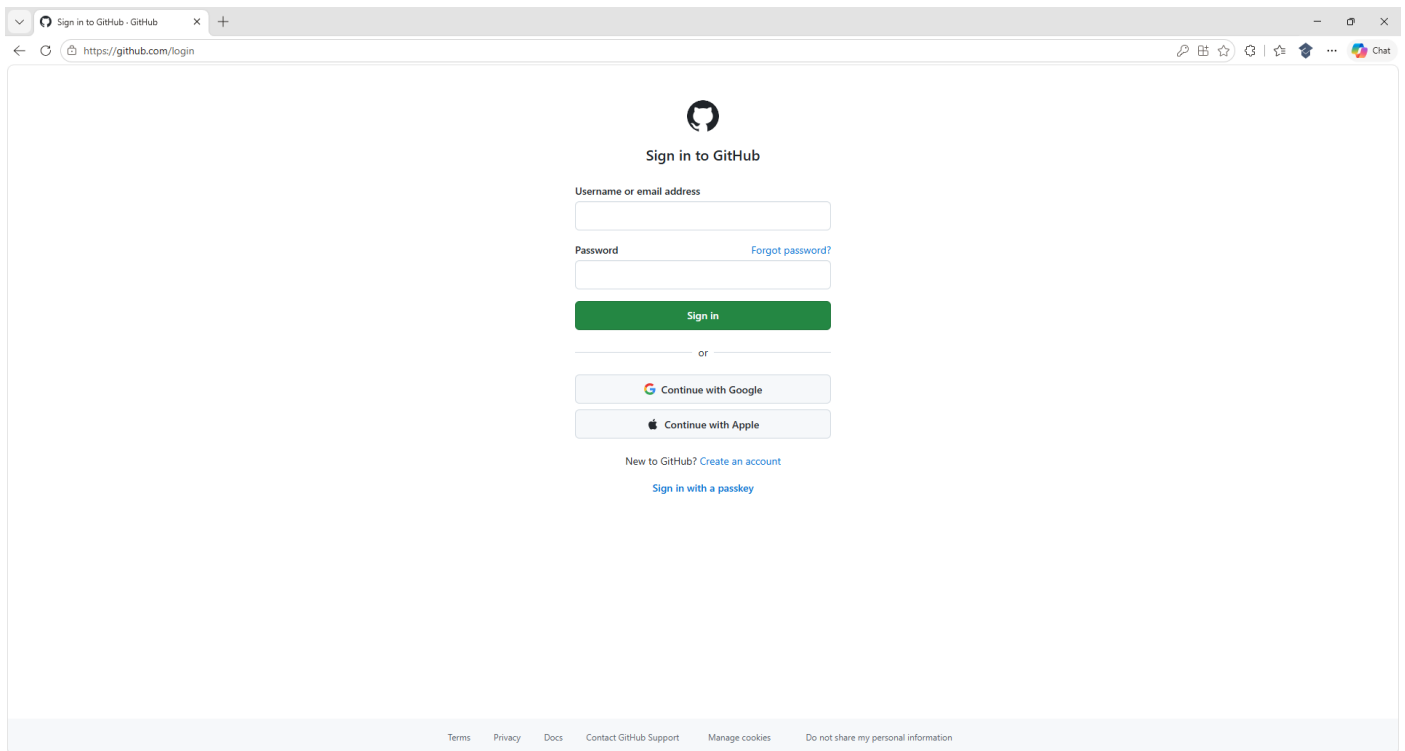 Sign in to GitHub · GitHub
https://github.com/login
Chat
Sign in to GitHub
Username or email address
Password Forgot password?
Sign in
or
Continue with Google
Continue with Apple
New to GitHub? Create an account
Sign in with a passkey
Terms Privacy Docs Contact GitHub Support Manage cookies Do not share my personal information